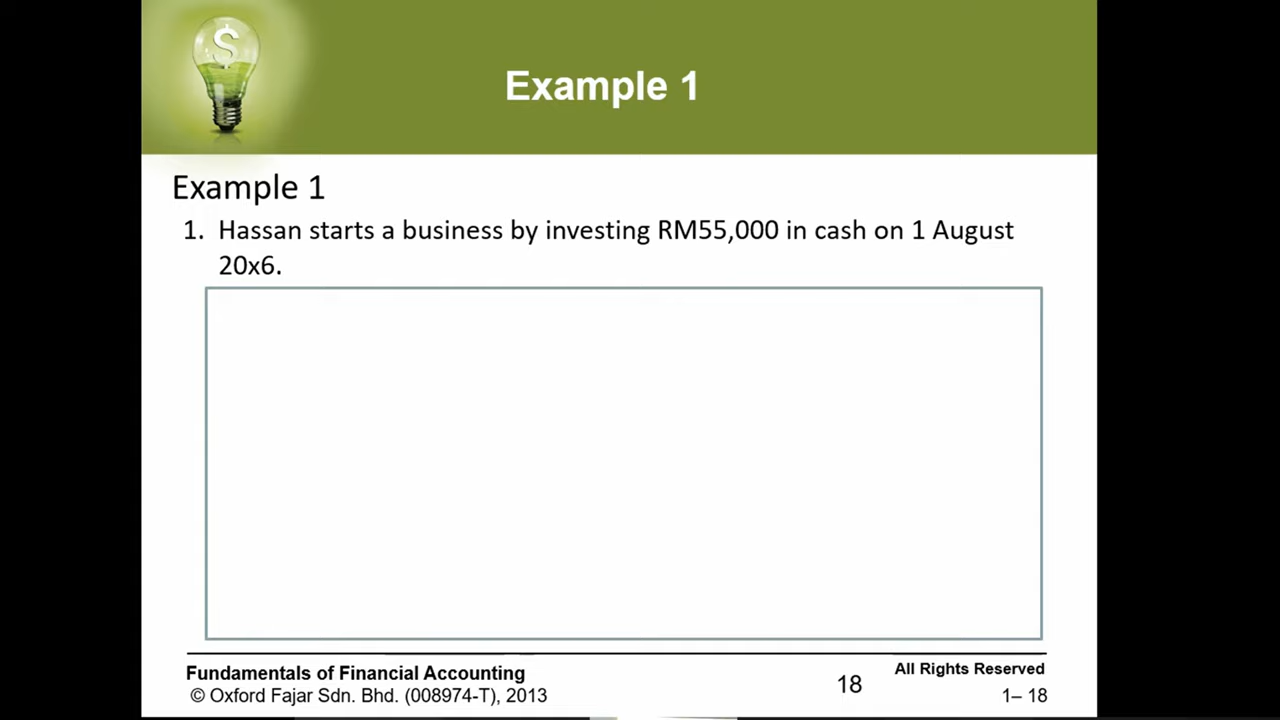 $
Example 1
Example 1
1. Hassan starts a business by investing RM55,000 in cash on 1 August
20x6.
Fundamentals of Financial Accounting
© Oxford Fajar Sdn. Bhd. (008974-T), 2013
18
All Rights Reserved
1– 18